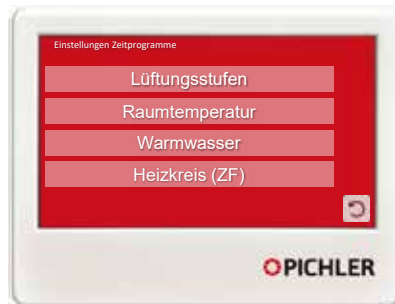 Einstellungen Zeitprogramme
Lüftungsstufen
Raumtemperatur
Warmwasser
Heizkreis (ZF)
PICHLER